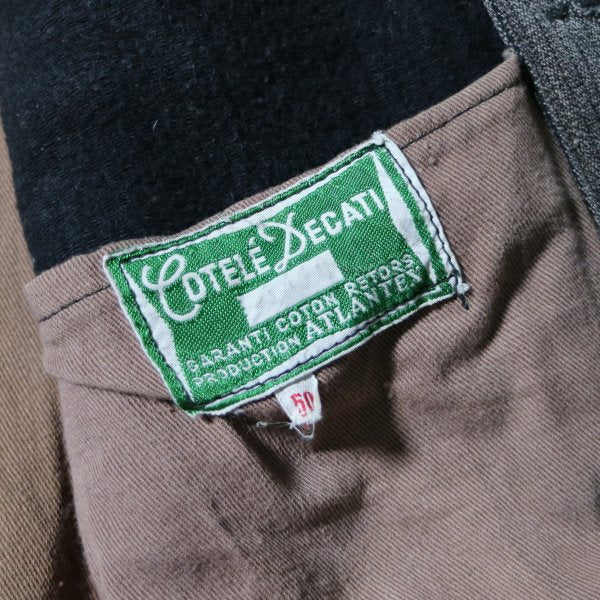 COTELÉ DECATI
GARANTI COTON RETORS
PRODUCTION ATLANTEX
50